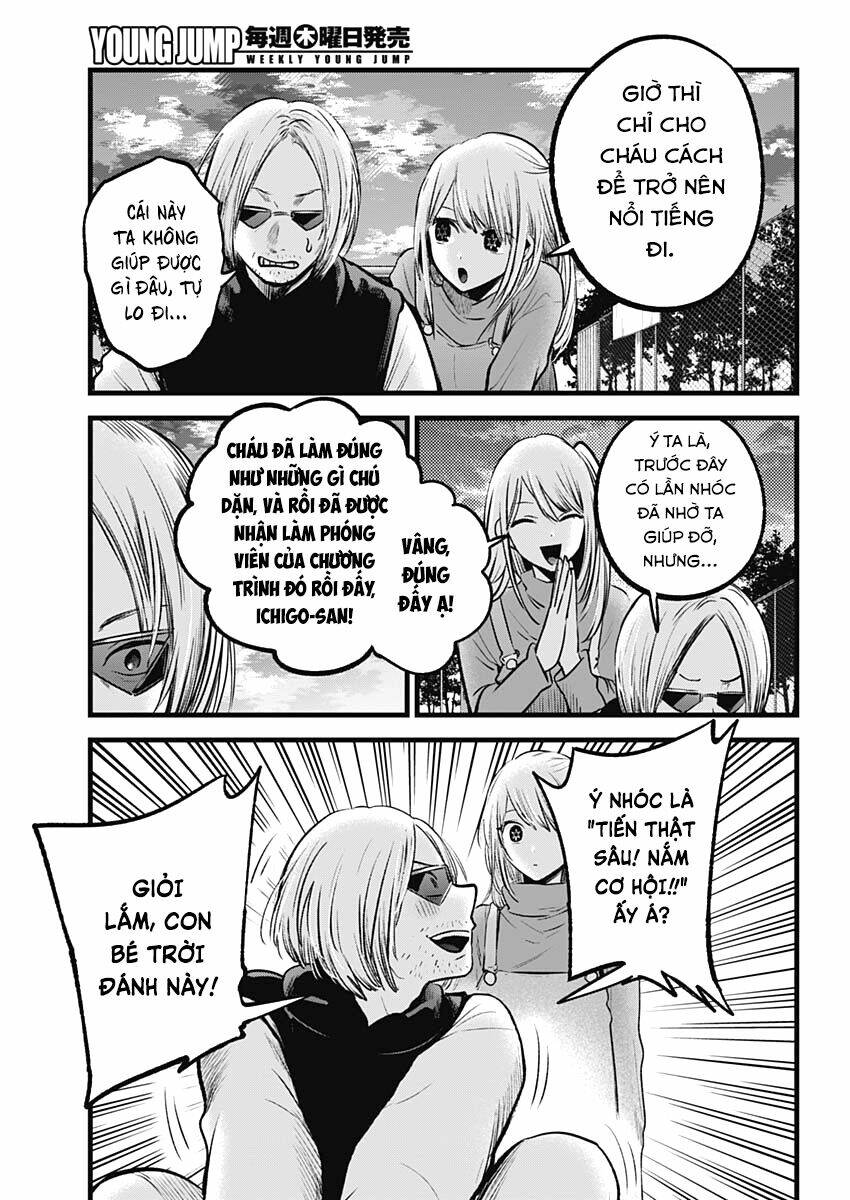 YOUNG JUMP 毎週木曜日発売
WEEKLY YOUNG JUMP
GIỜ THÌ
CHỈ CHO
CHÁU CÁCH
ĐỂ TRỞ NÊN
NỔI TIẾNG
ĐI.
CÁI NÀY
TA KHÔNG
GIÚP ĐƯỢC
GÌ ĐÂU, TỰ
LO ĐI...
Ý TA LÀ,
TRƯỚC ĐÂY
CÓ LẦN NHÓC
ĐÃ NHỜ TA
GIÚP ĐỠ,
NHƯNG...
VÂNG,
ĐÚNG
ĐẤY Ạ!
CHÁU ĐÃ LÀM ĐÚNG
NHƯ NHỮNG GÌ CHÚ
DẶN, VÀ RỒI ĐÃ ĐƯỢC
NHẬN LÀM PHÓNG
VIÊN CỦA CHƯƠNG
TRÌNH ĐÓ RỒI ĐẤY,
ICHIGO-SAN!
Ý NHÓC LÀ
"TIẾN THẬT
SÂU! NẮM
CƠ HỘI!!"
ẤY Á?
GIỎI
LẮM, CON
BÉ TRỜI
ĐÁNH NÀY!